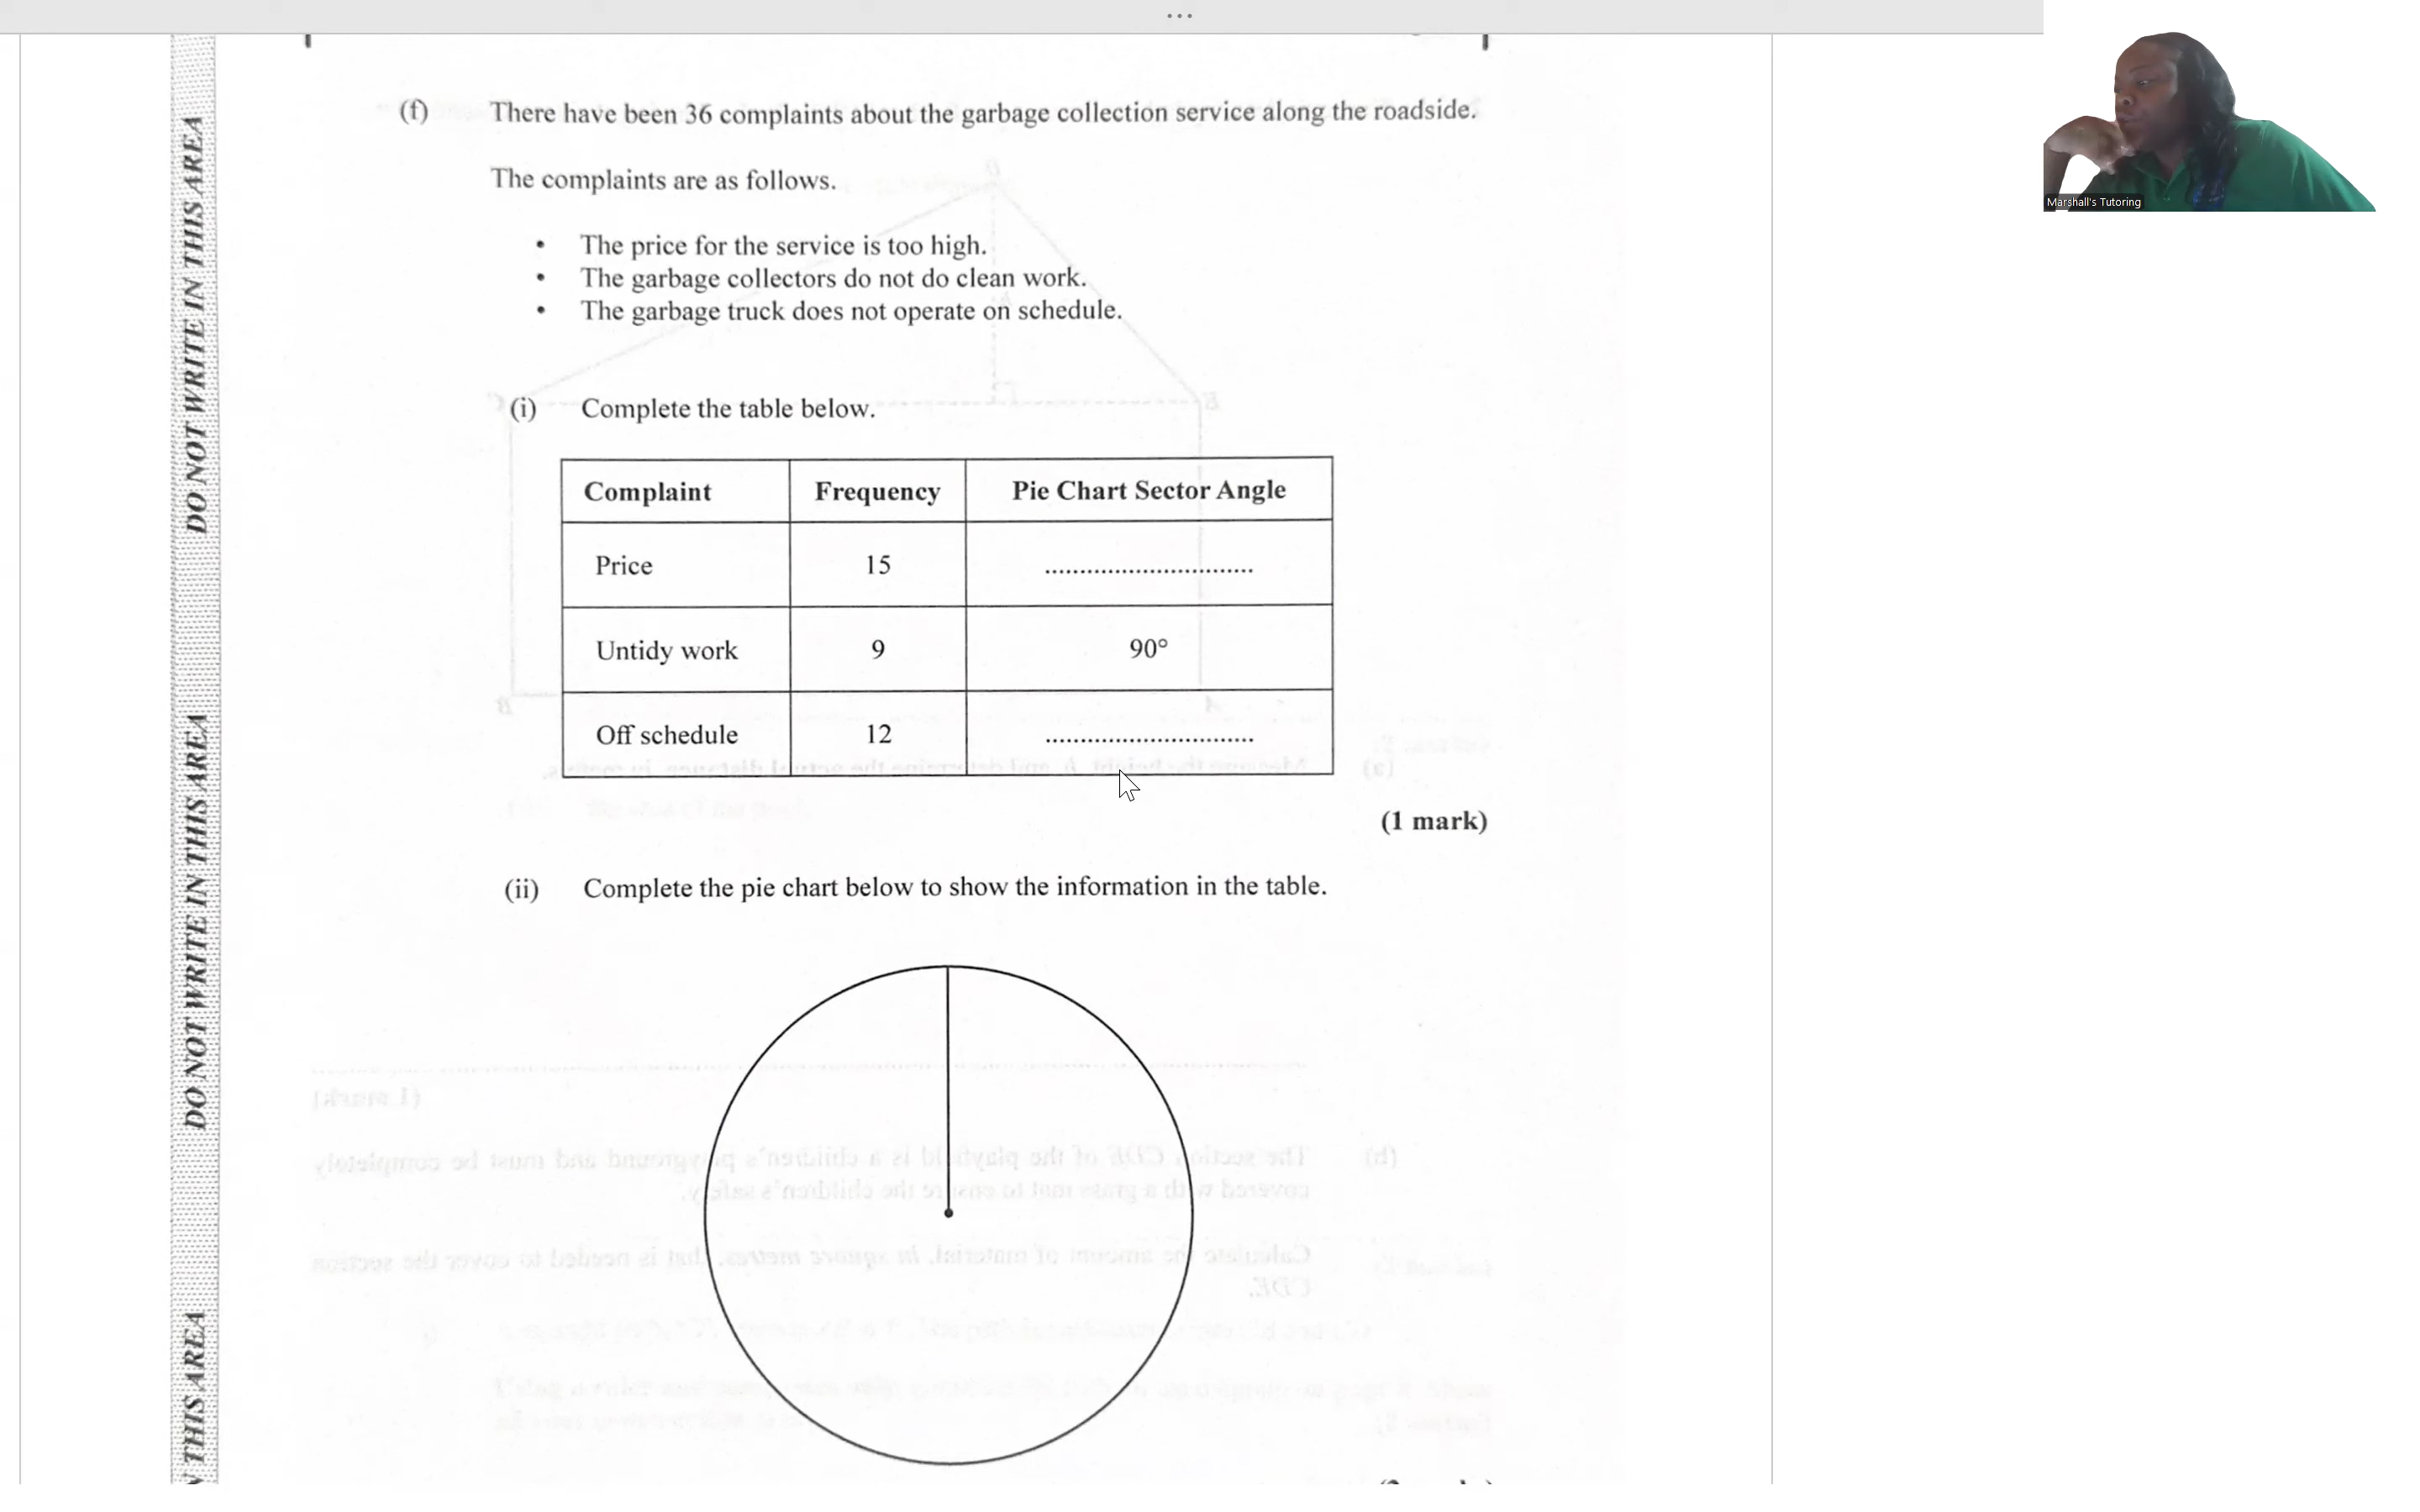 ...
Marshall's Tutoring
DO NOT WRITE IN THIS AREA
DO NOT WRITE IN THIS AREA
THIS AREA
(f) There have been 36 complaints about the garbage collection service along the roadside.
The complaints are as follows.
• The price for the service is too high.
• The garbage collectors do not do clean work.
• The garbage truck does not operate on schedule.
(i) Complete the table below.
Complaint Frequency Pie Chart Sector Angle
Price 15 ..............................
Untidy work 9 90°
Off schedule 12 ..............................
(1 mark)
(ii) Complete the pie chart below to show the information in the table.